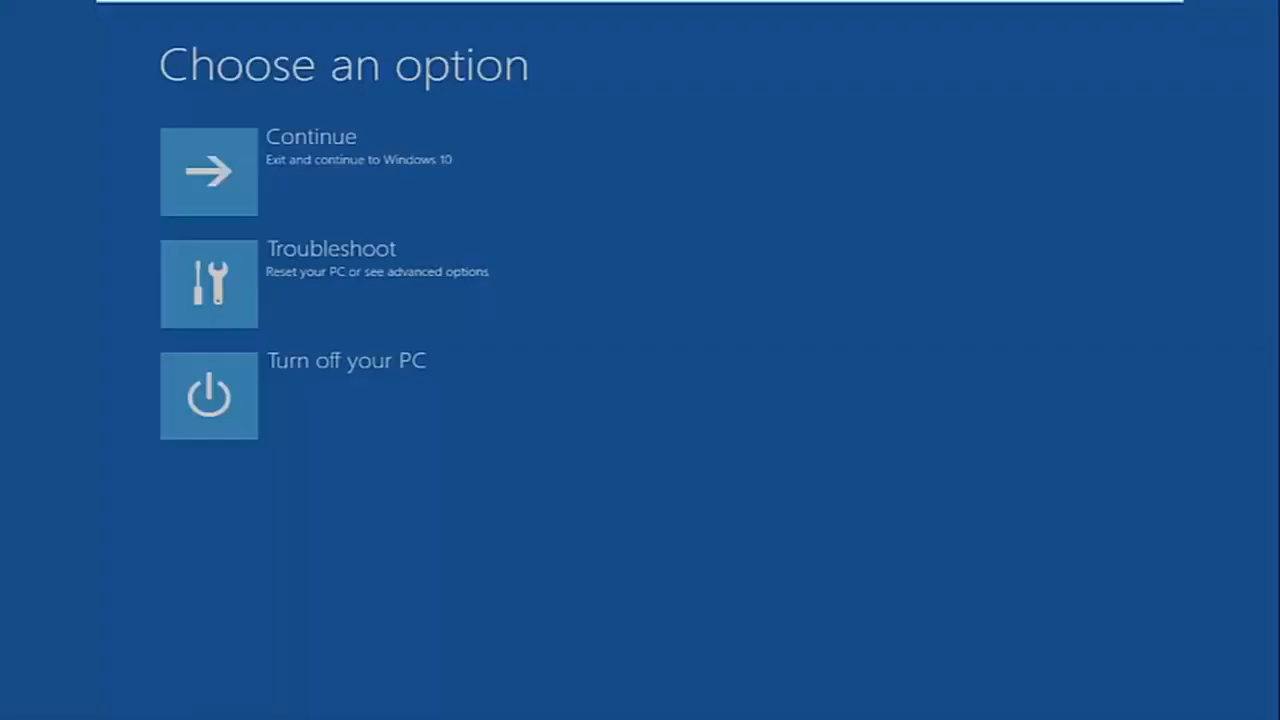 Choose an option
Continue
Exit and continue to Windows 10
Troubleshoot
Reset your PC or see advanced options
Turn off your PC